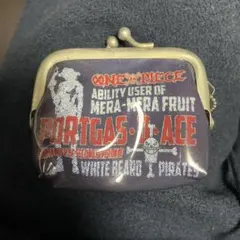 ONE PIECE
ABILITY USER OF
MERA-MERA FRUIT
PORTGAS・D・ACE
WHITE BEARD PIRATES